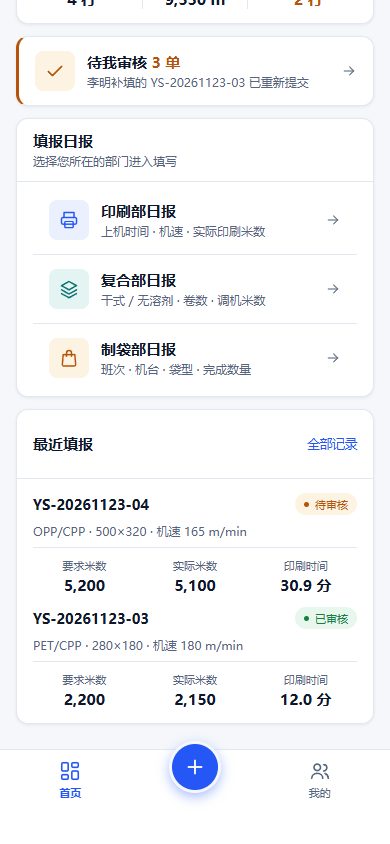 4 行 9,350 m 2 行
待我审核 3 单
李明补填的 YS-20261123-03 已重新提交
填报日报
选择您所在的部门进入填写
印刷部日报
上机时间 · 机速 · 实际印刷米数
复合部日报
干式 / 无溶剂 · 卷数 · 调机米数
制袋部日报
班次 · 机台 · 袋型 · 完成数量
最近填报 全部记录
YS-20261123-04 待审核
OPP/CPP · 500×320 · 机速 165 m/min
要求米数 实际米数 印刷时间
5,200 5,100 30.9 分
YS-20261123-03 已审核
PET/CPP · 280×180 · 机速 180 m/min
要求米数 实际米数 印刷时间
2,200 2,150 12.0 分
首页 我的